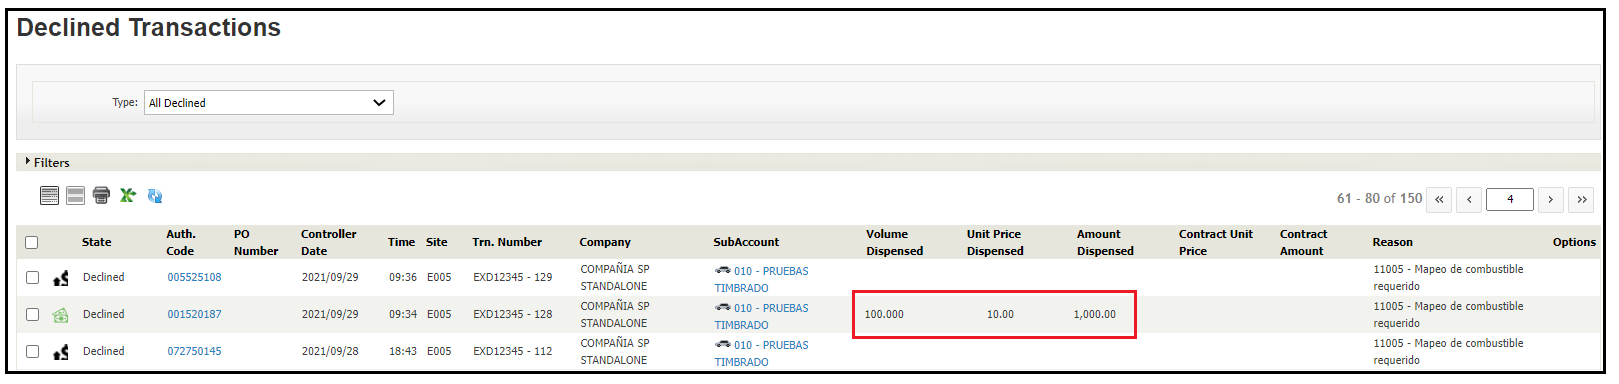 Declined Transactions
Type: All Declined
Filters
61 - 80 of 150 « ‹ 4 › »
State Auth. Code PO Number Controller Date Time Site Trn. Number Company SubAccount Volume Dispensed Unit Price Dispensed Amount Dispensed Contract Unit Price Contract Amount Reason Options
Declined 005525108 2021/09/29 09:36 E005 EXD12345 - 129 COMPAÑIA SP STANDALONE 010 - PRUEBAS TIMBRADO 11005 - Mapeo de combustible requerido
Declined 001520187 2021/09/29 09:34 E005 EXD12345 - 128 COMPAÑIA SP STANDALONE 010 - PRUEBAS TIMBRADO 100.000 10.00 1,000.00 11005 - Mapeo de combustible requerido
Declined 072750145 2021/09/28 18:43 E005 EXD12345 - 112 COMPAÑIA SP STANDALONE 010 - PRUEBAS TIMBRADO 11005 - Mapeo de combustible requerido